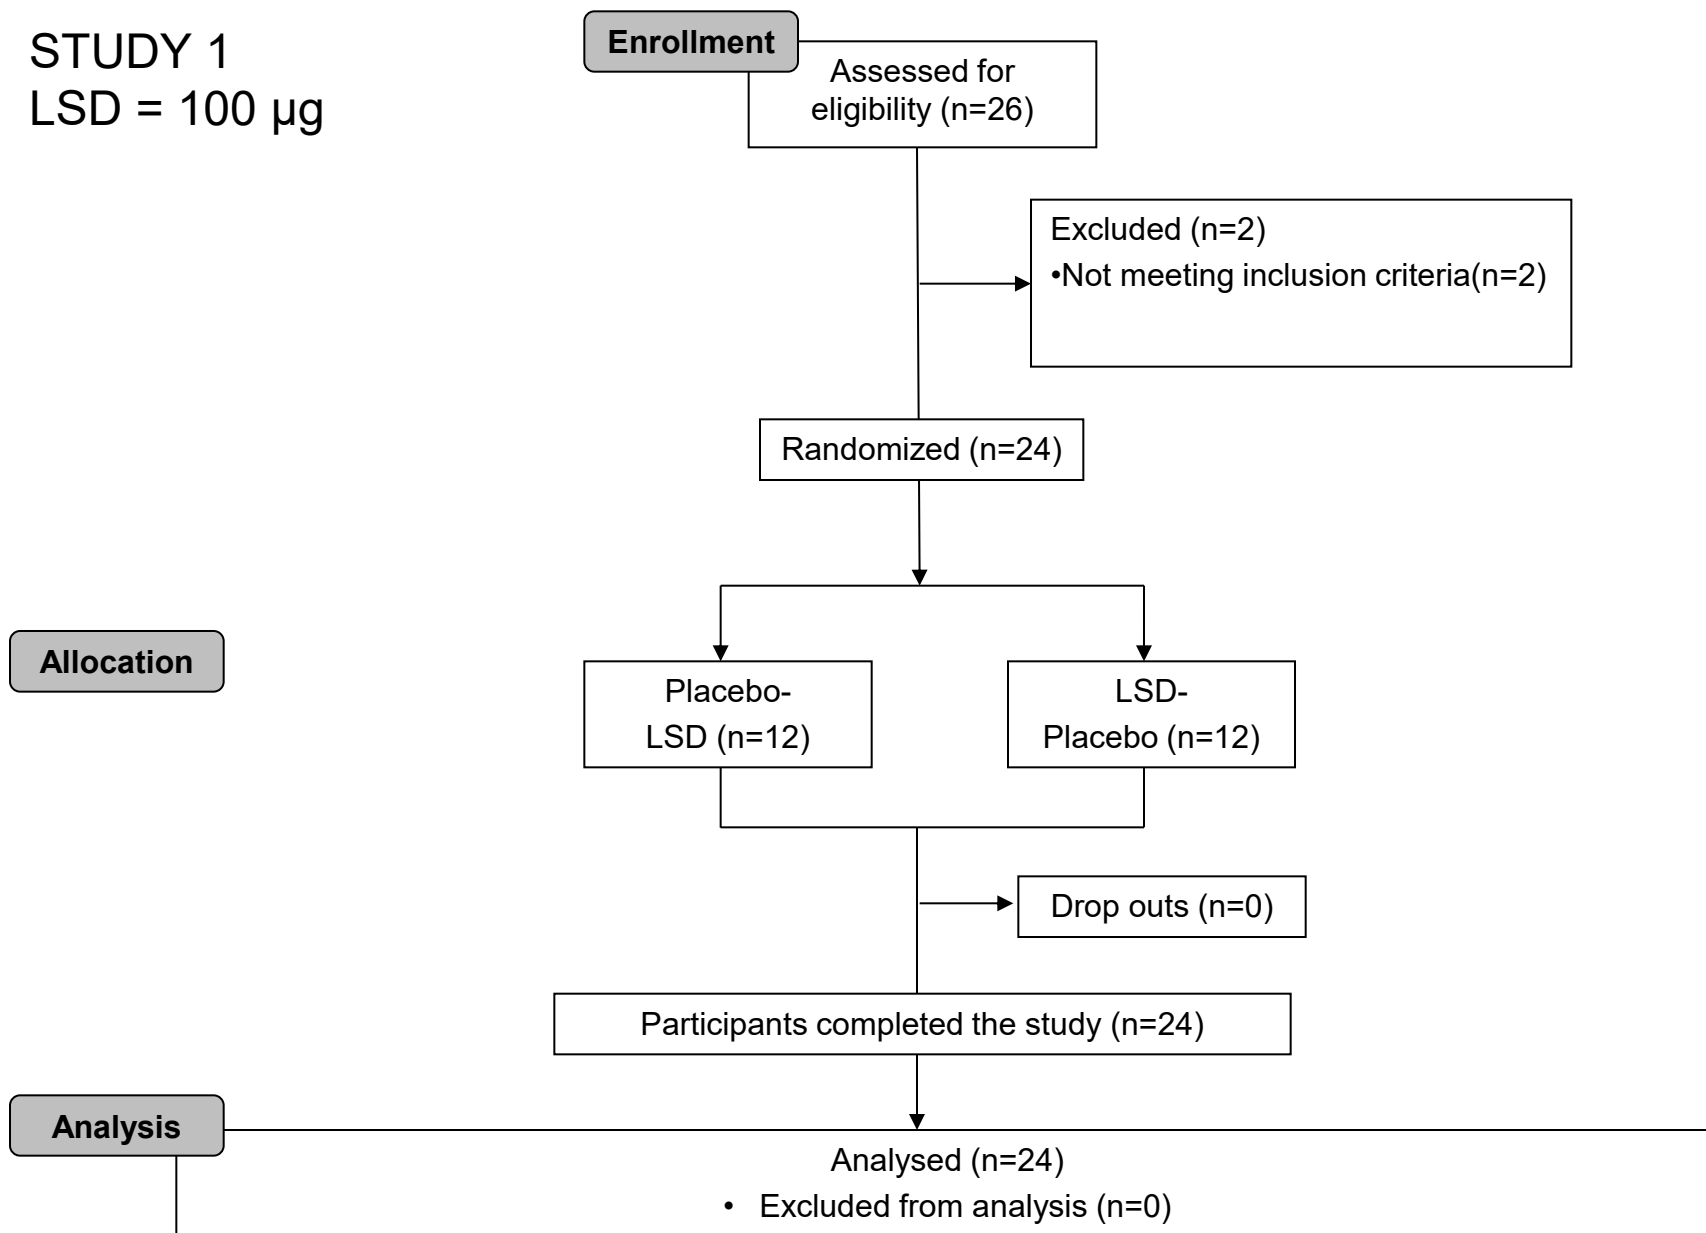 STUDY 1
LSD = 100 µg
Enrollment
Assessed for
eligibility (n=26)
Excluded (n=2)
•Not meeting inclusion criteria(n=2)
Randomized (n=24)
Allocation
Placebo-
LSD (n=12)
LSD-
Placebo (n=12)
Drop outs (n=0)
Participants completed the study (n=24)
Analysis
Analysed (n=24)
• Excluded from analysis (n=0)